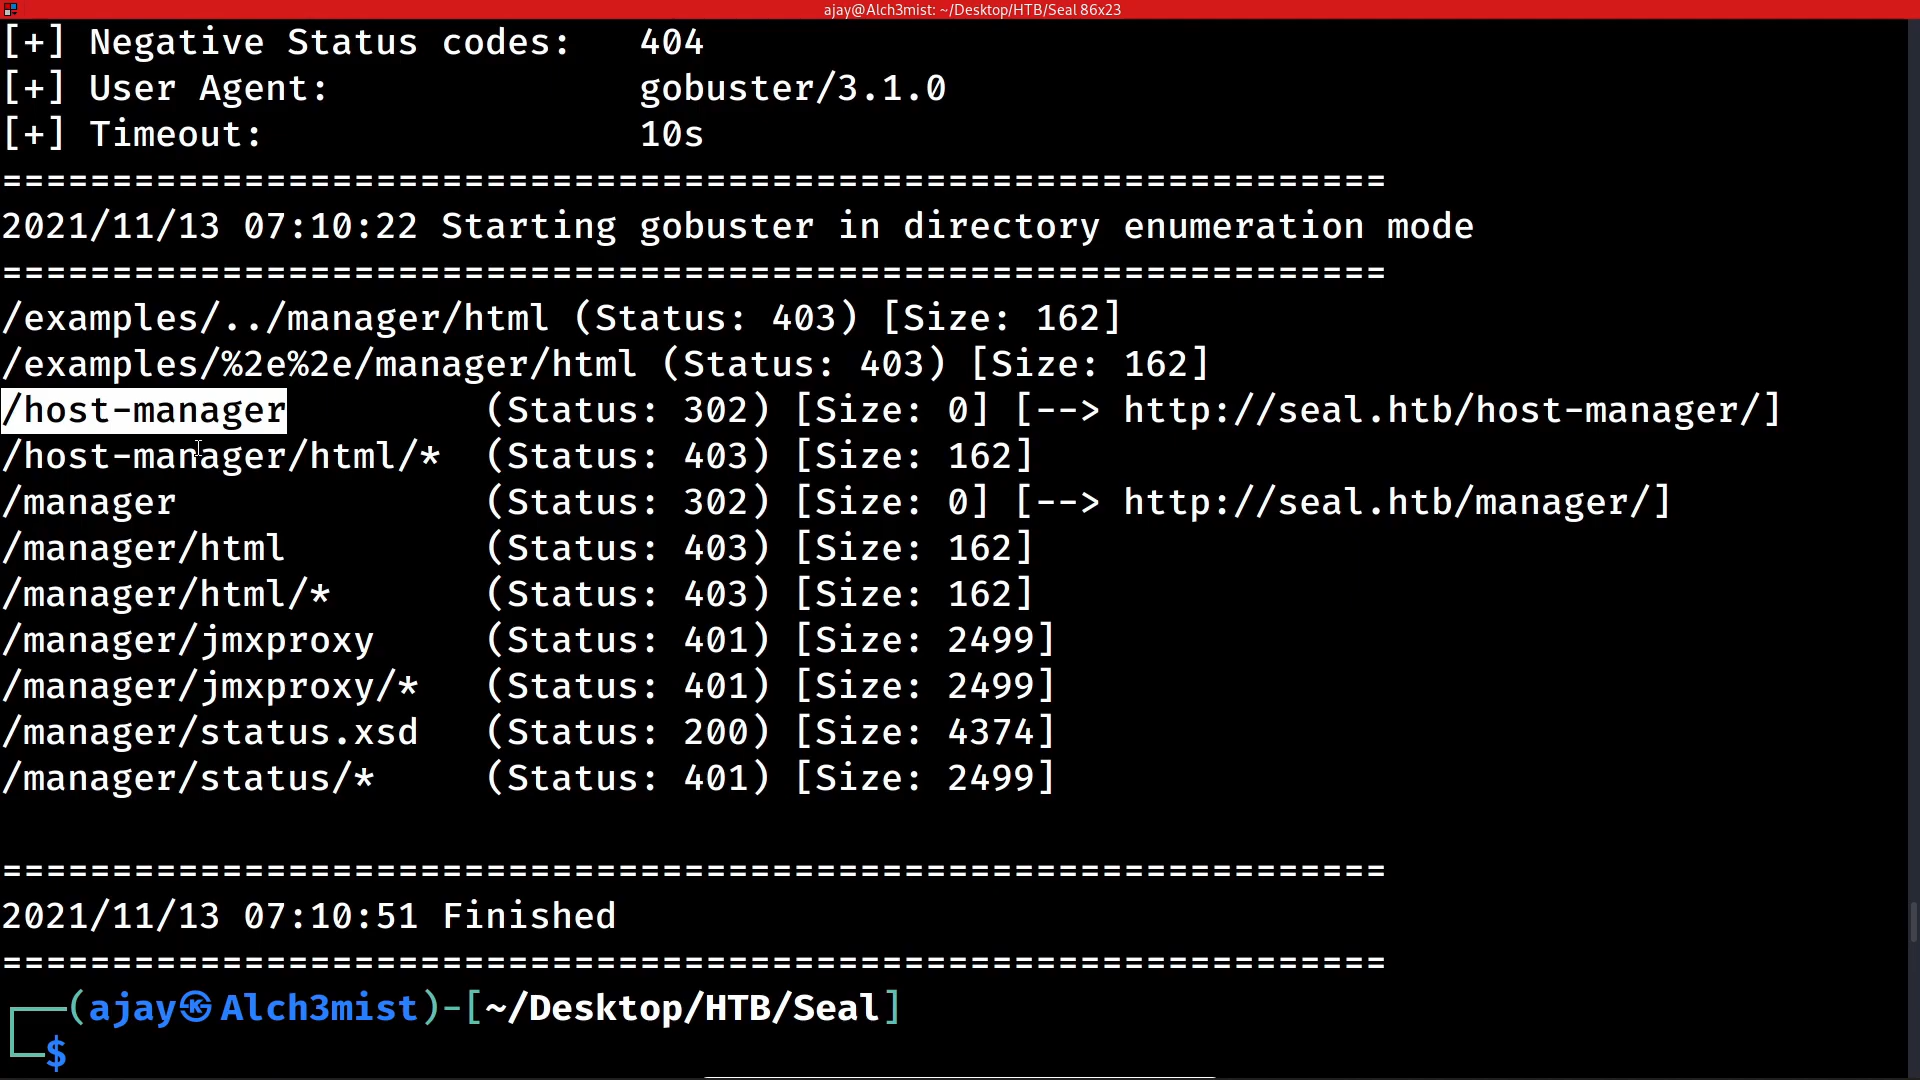 ajay@Alch3mist: ~/Desktop/HTB/Seal 86x23
[+] Negative Status codes:   404
[+] User Agent:              gobuster/3.1.0
[+] Timeout:                 10s
===============================================================
2021/11/13 07:10:22 Starting gobuster in directory enumeration mode
===============================================================
/examples/../manager/html (Status: 403) [Size: 162]
/examples/%2e%2e/manager/html (Status: 403) [Size: 162]
/host-manager         (Status: 302) [Size: 0] [--> http://seal.htb/host-manager/]
/host-manager/html/*  (Status: 403) [Size: 162]
/manager              (Status: 302) [Size: 0] [--> http://seal.htb/manager/]
/manager/html         (Status: 403) [Size: 162]
/manager/html/*       (Status: 403) [Size: 162]
/manager/jmxproxy     (Status: 401) [Size: 2499]
/manager/jmxproxy/*   (Status: 401) [Size: 2499]
/manager/status.xsd   (Status: 200) [Size: 4374]
/manager/status/*     (Status: 401) [Size: 2499]
===============================================================
2021/11/13 07:10:51 Finished
===============================================================
┌──(ajay㉿Alch3mist)-[~/Desktop/HTB/Seal]
└─$